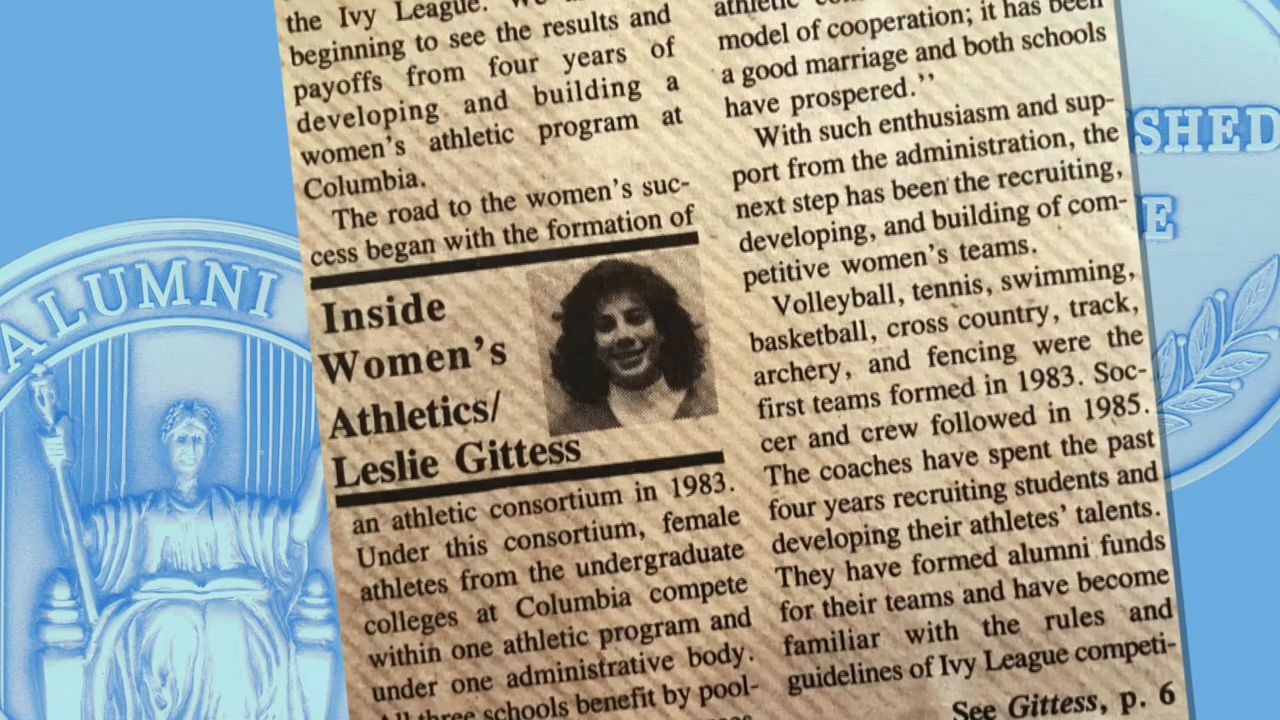 ALUMNI
the Ivy League. We
beginning to see the results and
payoffs from four years of
developing and building a
women's athletic program at
Columbia.
The road to the women's suc-
cess began with the formation of
Inside
Women's
Athletics/
Leslie Gittess
an athletic consortium in 1983.
Under this consortium, female
athletes from the undergraduate
colleges at Columbia compete
within one athletic program and
under one administrative body.
All three schools benefit by pool-
athletic
model of cooperation; it has been
a good marriage and both schools
have prospered.”
With such enthusiasm and sup-
port from the administration, the
next step has been the recruiting,
developing, and building of com-
petitive women's teams.
Volleyball, tennis, swimming,
basketball, cross country, track,
archery, and fencing were the
first teams formed in 1983. Soc-
cer and crew followed in 1985.
The coaches have spent the past
four years recruiting students and
developing their athletes' talents.
They have formed alumni funds
for their teams and have become
familiar with the rules and
guidelines of Ivy League competi-
See Gittess, p. 6
SHED
E